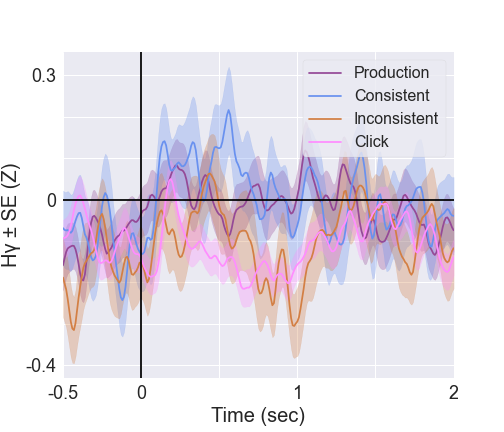 Production
Consistent
Inconsistent
Click
0.3
0
-0.4
Hγ ± SE (Z)
-0.5
0
1
2
Time (sec)